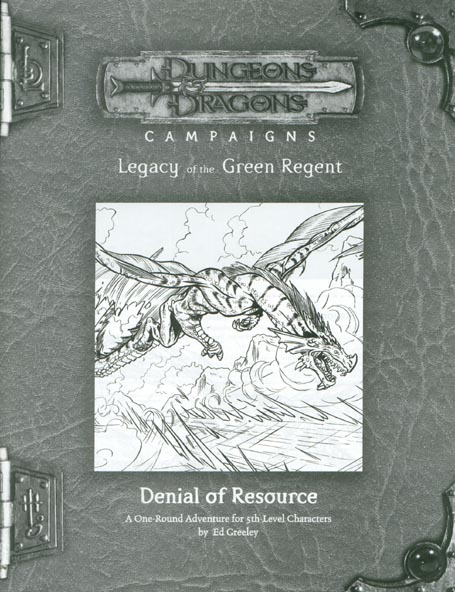 DUNGEONS
& DRAGONS
CAMPAIGNS
Legacy of the Green Regent
Denial of Resource
A One-Round Adventure for 5th-Level Characters
by Ed Greeley